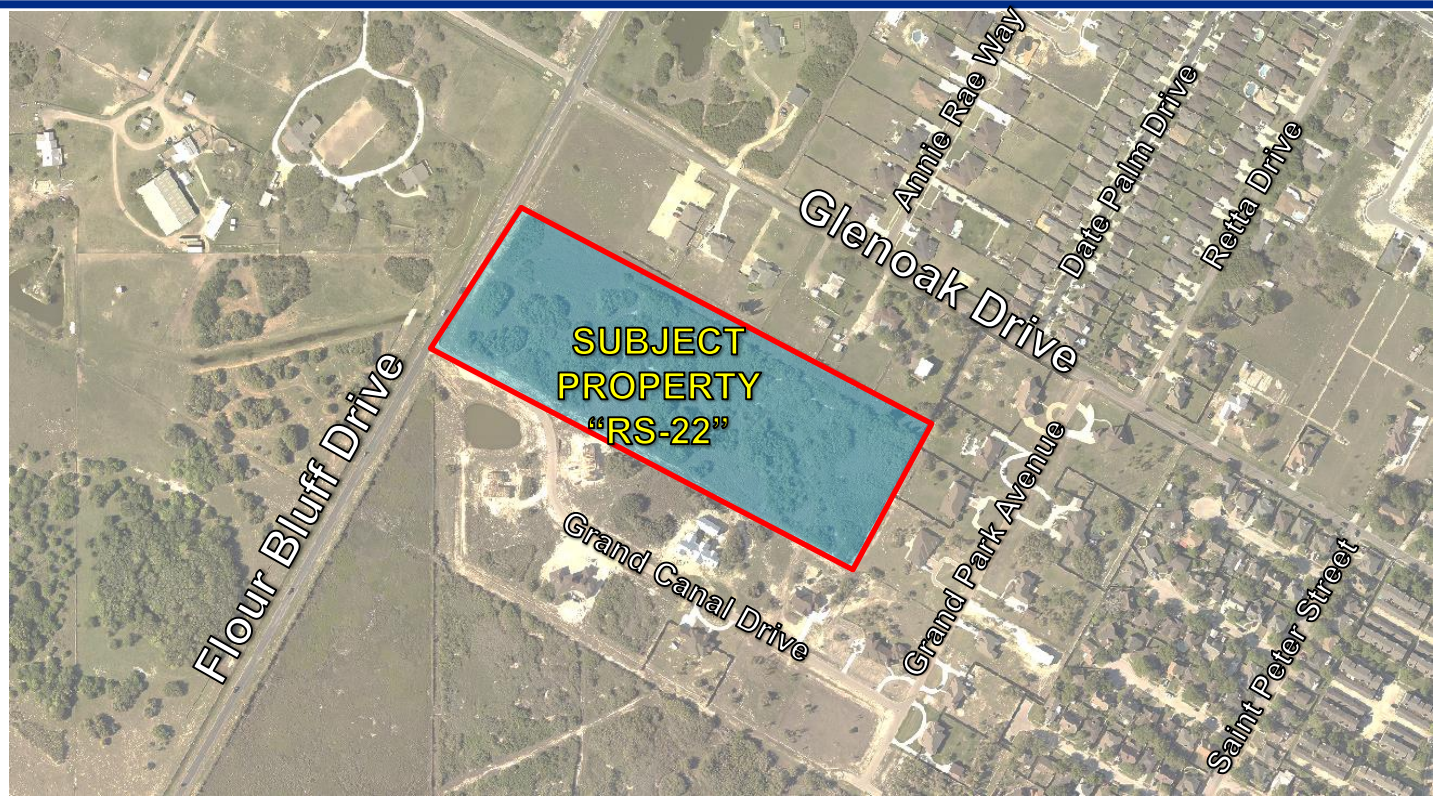 Annie Rae Way
Date Palm Drive
Retta Drive
Glenoak Drive
SUBJECT
PROPERTY
“RS-22”
Flour Bluff Drive
Grand Canal Drive
Grand Park Avenue
Saint Peter Street